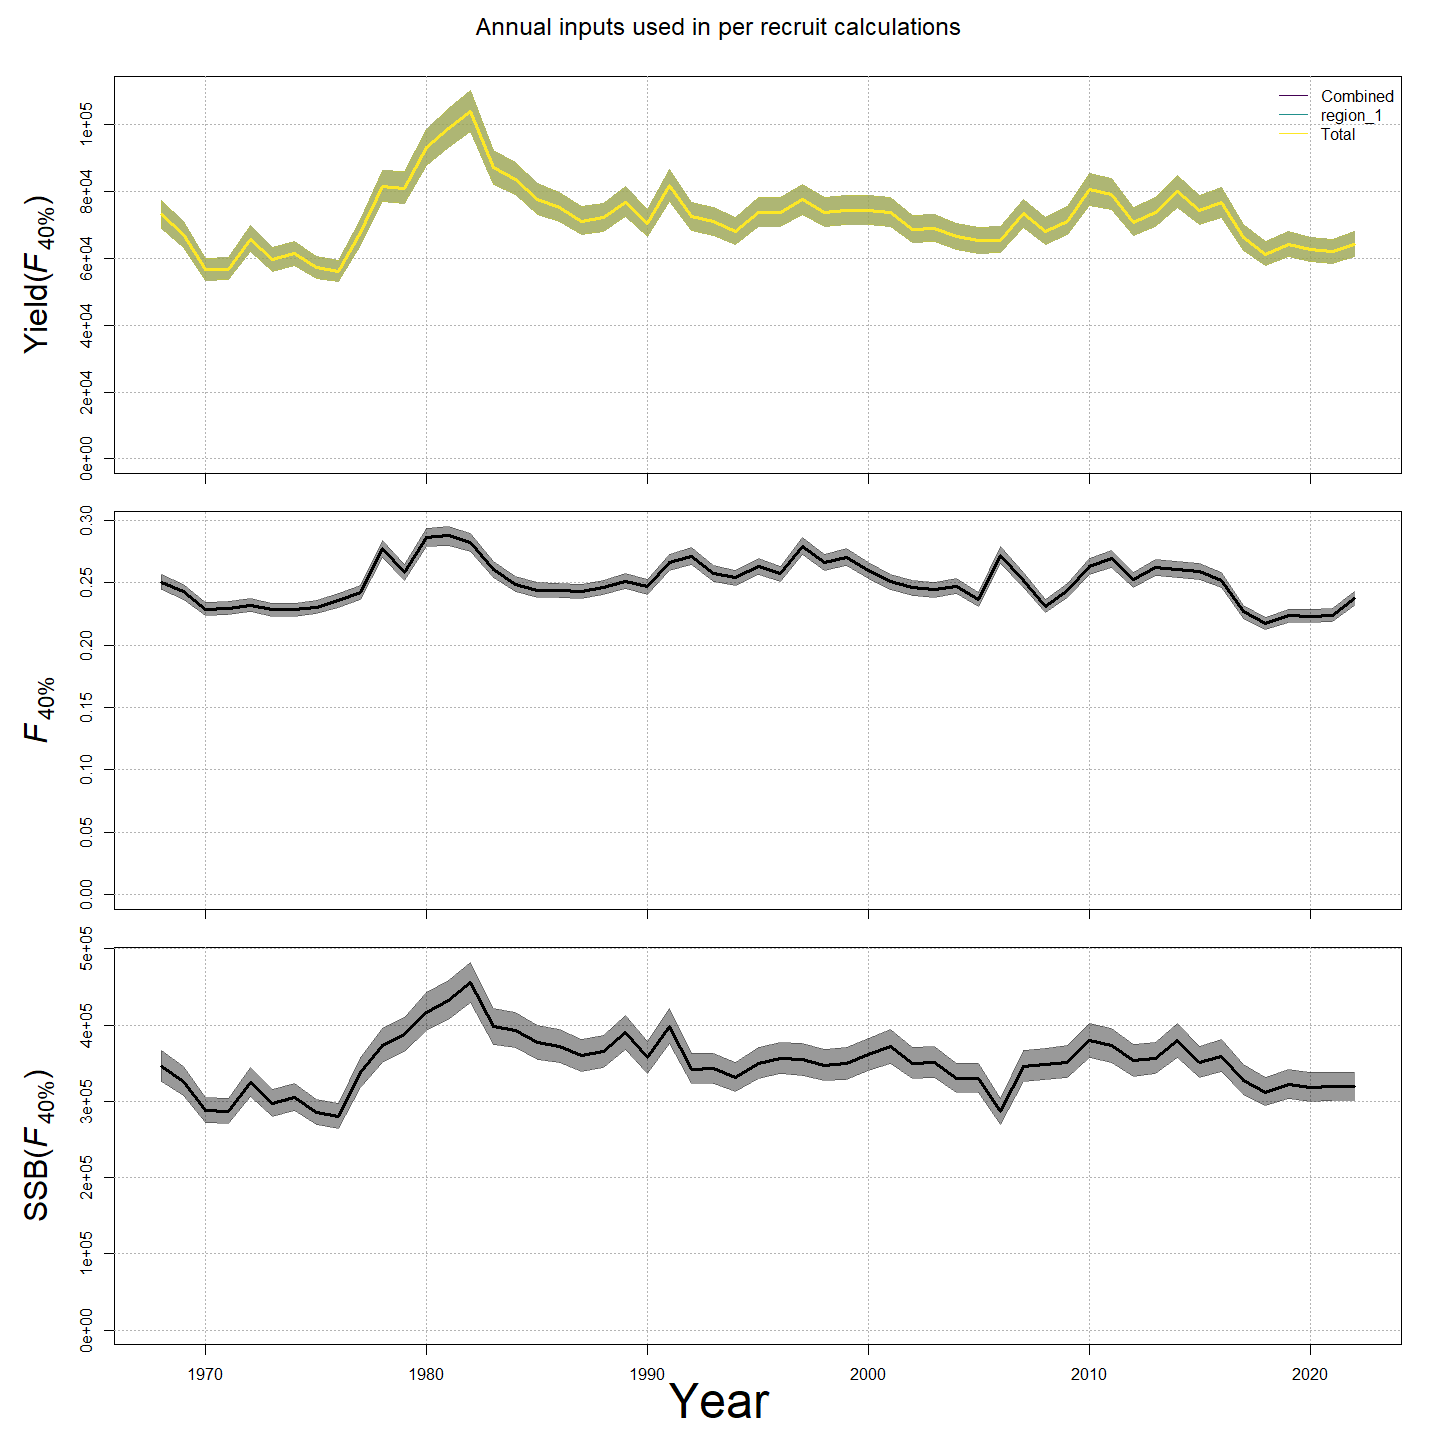 Annual inputs used in per recruit calculations
Yield(F 40%)
1e+05
8e+04
6e+04
4e+04
2e+04
0e+00
Combined
region_1
Total
F 40%
0.30
0.25
0.20
0.15
0.10
0.05
0.00
SSB(F 40%)
5e+05
4e+05
3e+05
2e+05
1e+05
0e+00
1970 1980 1990 2000 2010 2020
Year